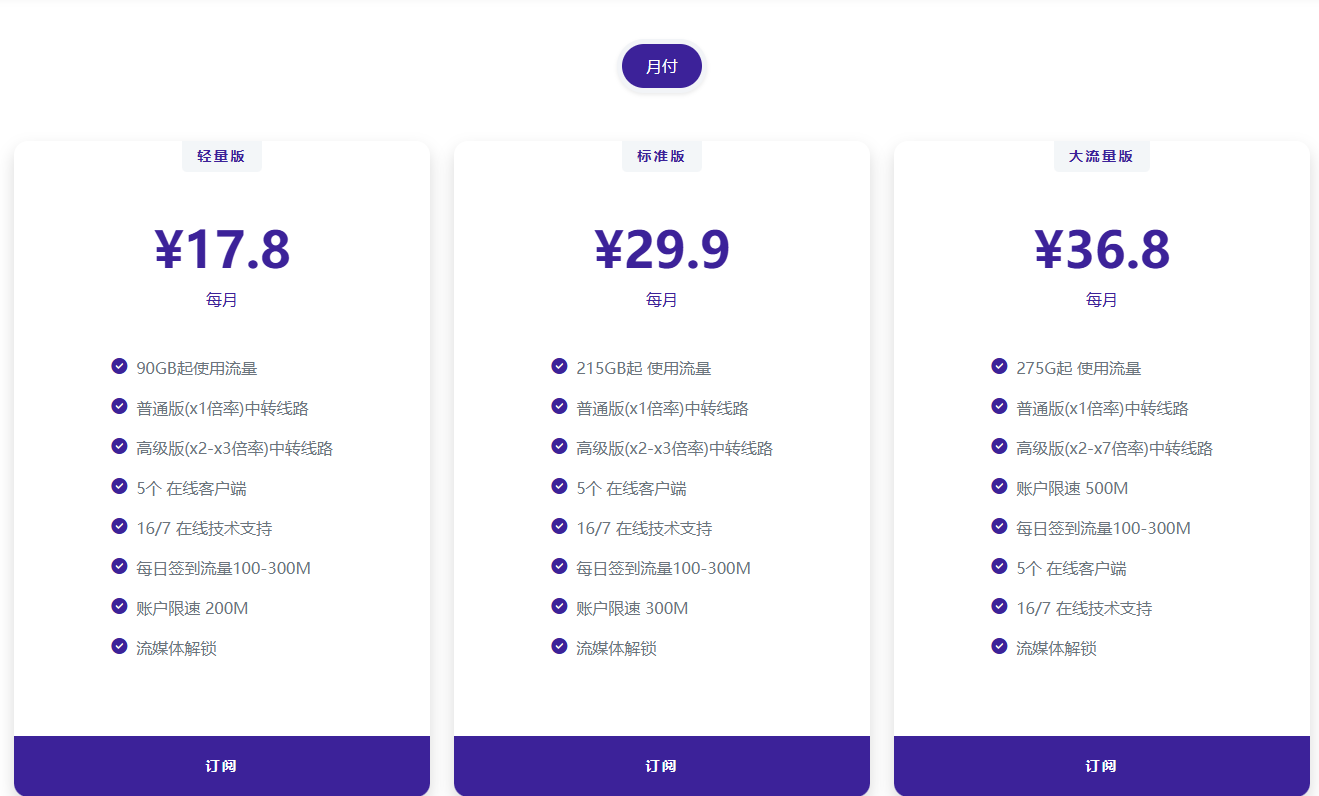 月付
轻量版
¥17.8
每月
90GB起使用流量
普通版(x1倍率)中转线路
高级版(x2-x3倍率)中转线路
5个 在线客户端
16/7 在线技术支持
每日签到流量100-300M
账户限速 200M
流媒体解锁
订阅
标准版
¥29.9
每月
215GB起 使用流量
普通版(x1倍率)中转线路
高级版(x2-x3倍率)中转线路
5个 在线客户端
16/7 在线技术支持
每日签到流量100-300M
账户限速 300M
流媒体解锁
订阅
大流量版
¥36.8
每月
275G起 使用流量
普通版(x1倍率)中转线路
高级版(x2-x7倍率)中转线路
账户限速 500M
每日签到流量100-300M
5个 在线客户端
16/7 在线技术支持
流媒体解锁
订阅